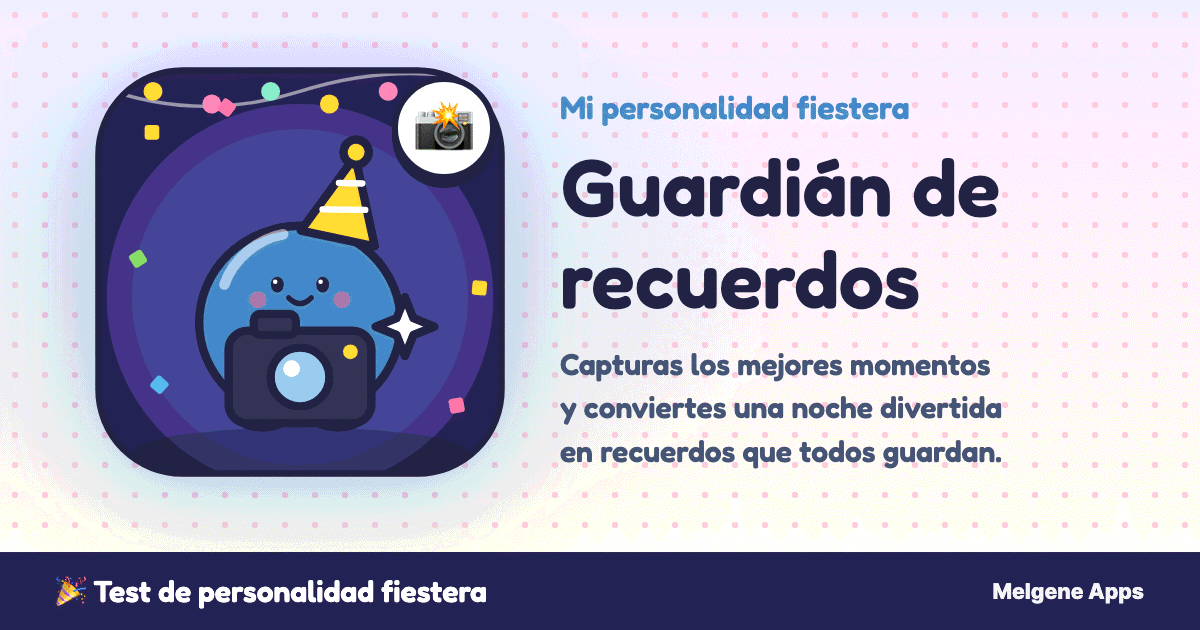 Mi personalidad fiestera
Guardián de
recuerdos
Capturas los mejores momentos
y conviertes una noche divertida
en recuerdos que todos guardan.
Test de personalidad fiestera
Melgene Apps